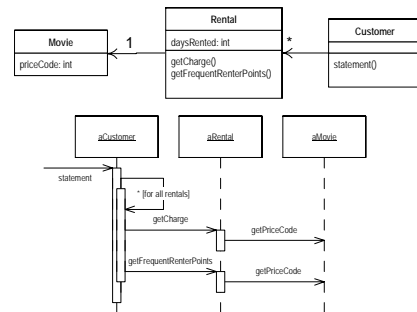 Rental
daysRented: int
getCharge()
getFrequentRenterPoints()
Movie
priceCode: int
1
*
Customer
statement()
aCustomer
aRental
aMovie
statement
* [for all rentals]
getCharge
getPriceCode
getFrequentRenterPoints
getPriceCode